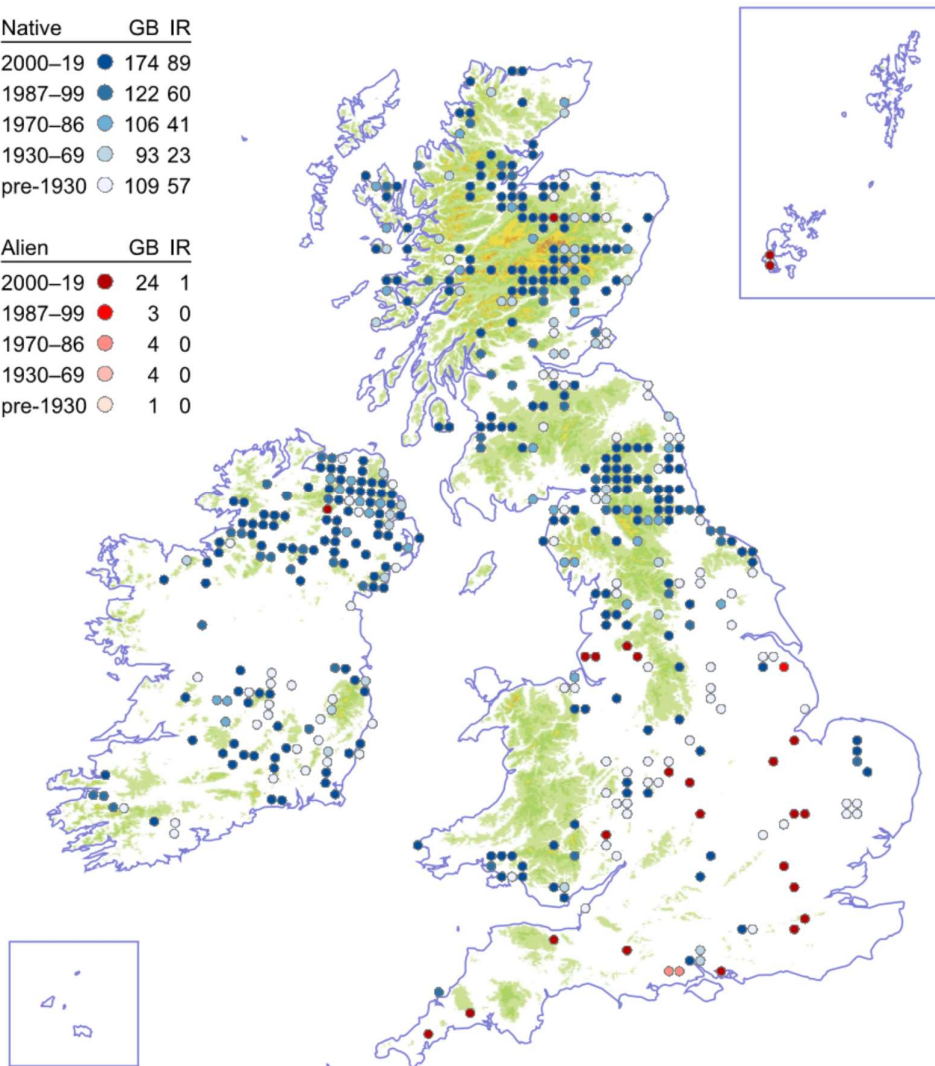 Native GB IR
2000–19 174 89
1987–99 122 60
1970–86 106 41
1930–69 93 23
pre-1930 109 57
Alien GB IR
2000–19 24 1
1987–99 3 0
1970–86 4 0
1930–69 4 0
pre-1930 1 0